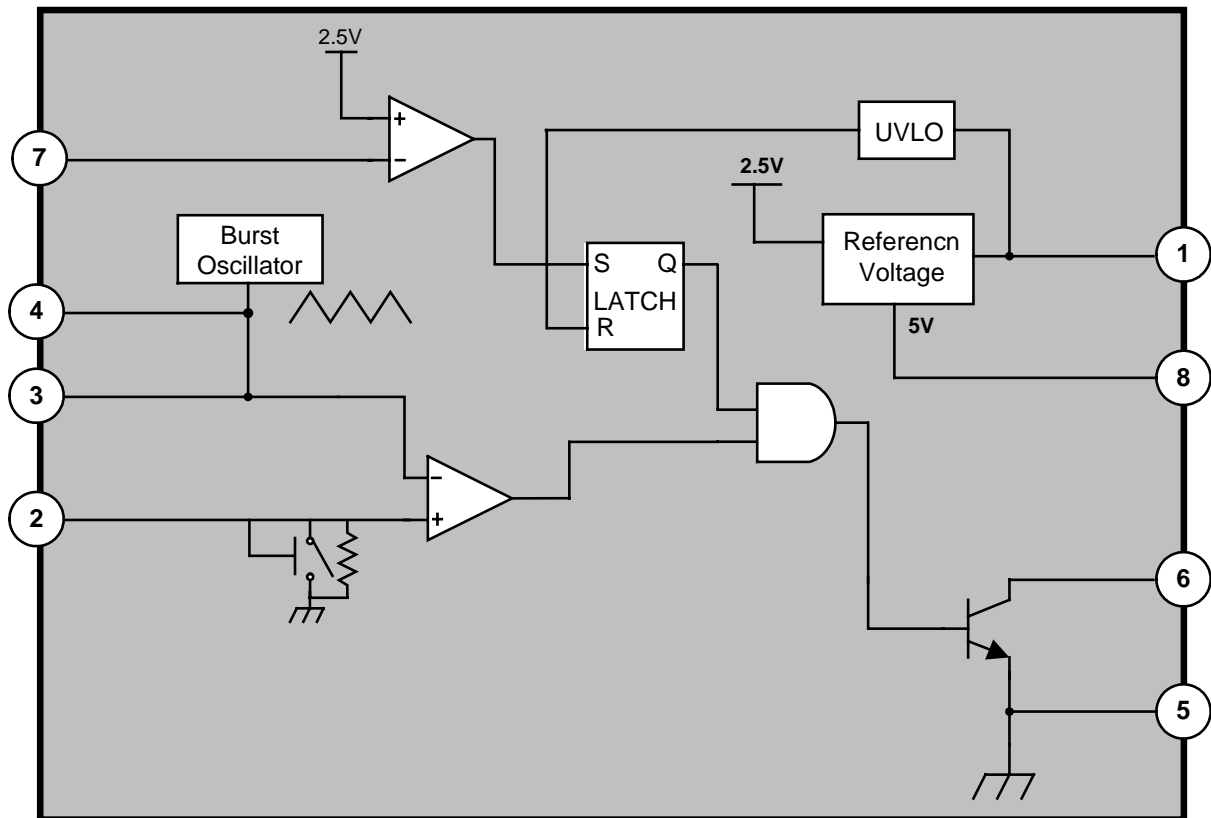 2.5V
+
−
7
UVLO
2.5V
Burst
Oscillator
Referencn
Voltage
1
S Q
LATCH
R
4
5V
3
8
−
+
2
6
5